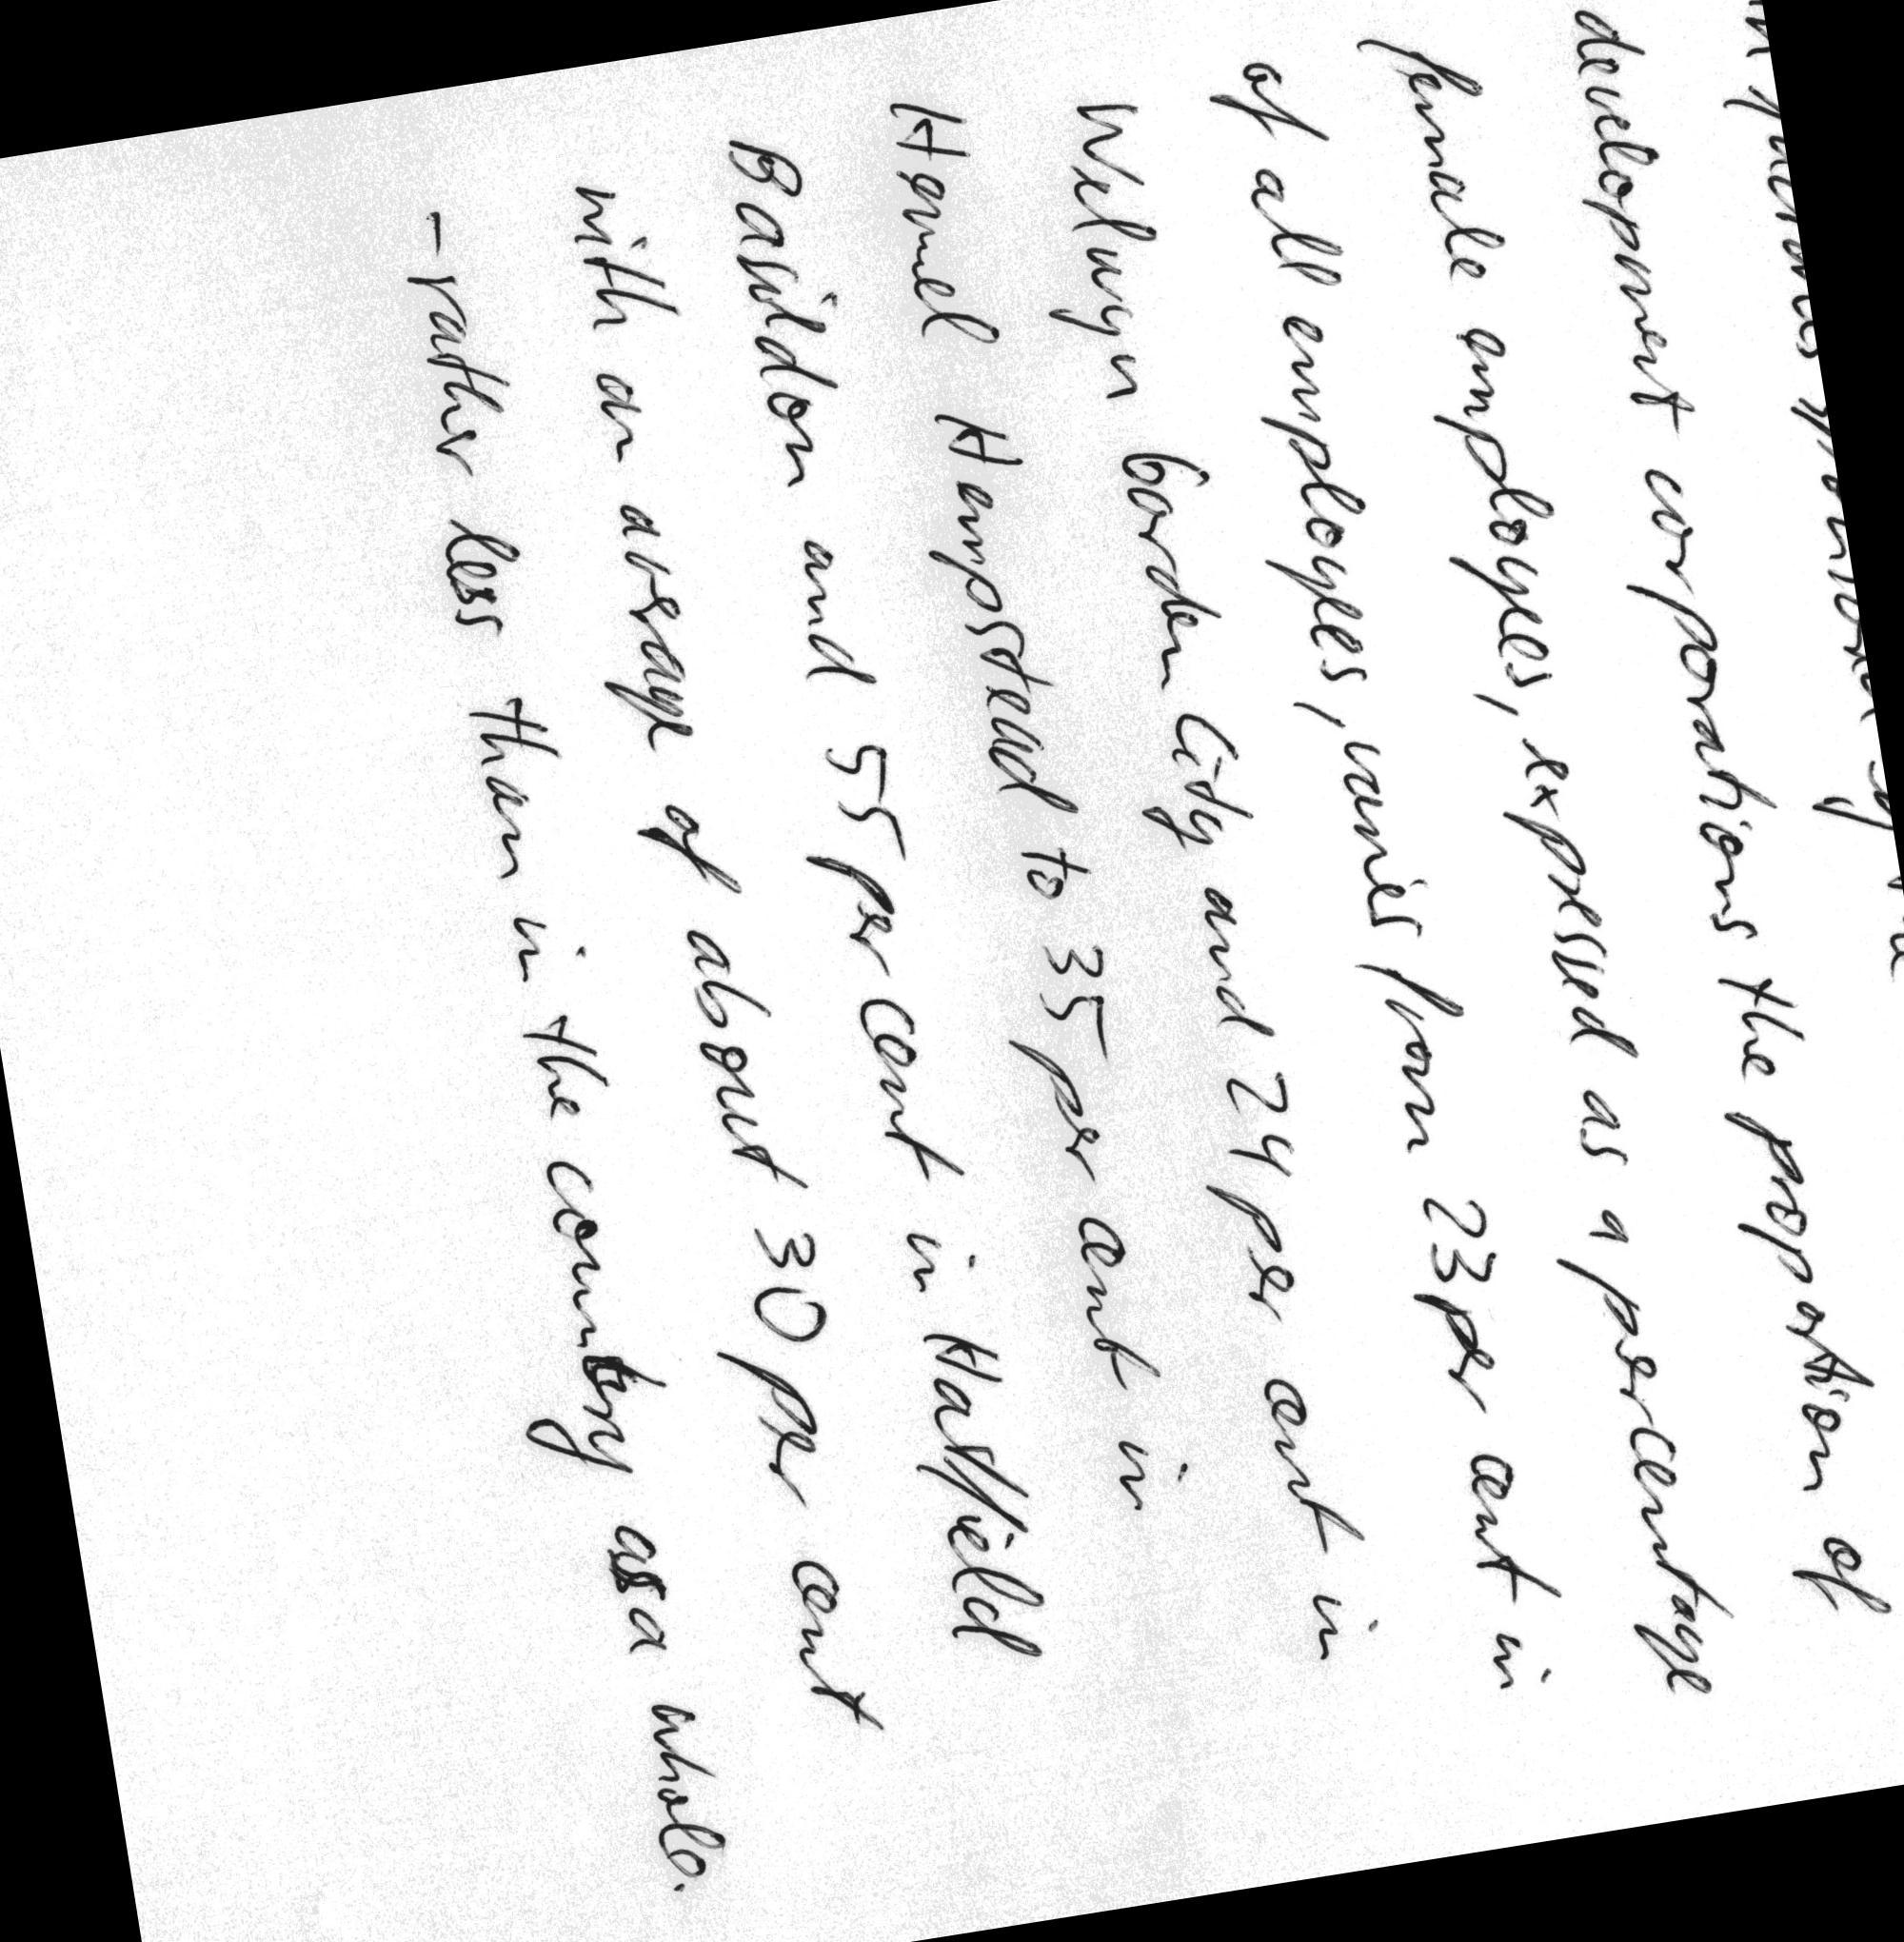 development corporations the proportion of
female employees, expressed as a percentage
of all employees, varies from 23 per cent in
Welwyn Garden City and 24 per cent in
Hemel Hempstead to 35 per cent in
Basildon and 55 per cent in Hatfield
with an average of about 30 per cent
- rather less than in the country as a whole.